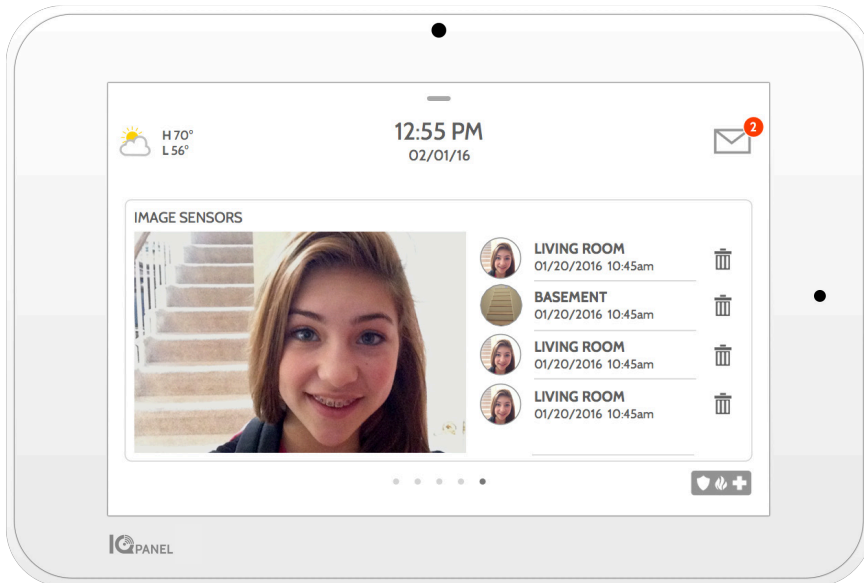 H 70°
L 56°
12:55 PM
02/01/16
2
IMAGE SENSORS
LIVING ROOM
01/20/2016 10:45am
BASEMENT
01/20/2016 10:45am
LIVING ROOM
01/20/2016 10:45am
LIVING ROOM
01/20/2016 10:45am
IQ PANEL